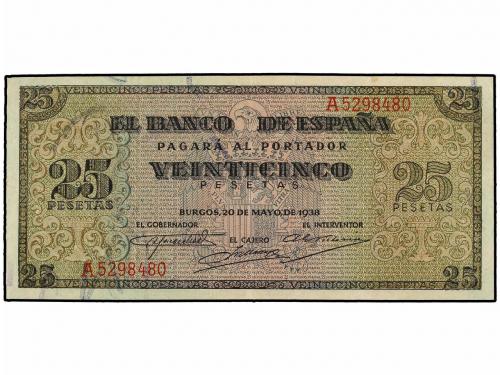 25 25
A5298480
EL BANCO DE ESPAÑA
PAGARÁ AL PORTADOR
25 VEINTICINCO 25
PESETAS PESETAS PESETAS
BURGOS, 20 DE MAYO, DE 1938
EL GOBERNADOR EL INTERVENTOR
EL CAJERO
A5298480
25 25